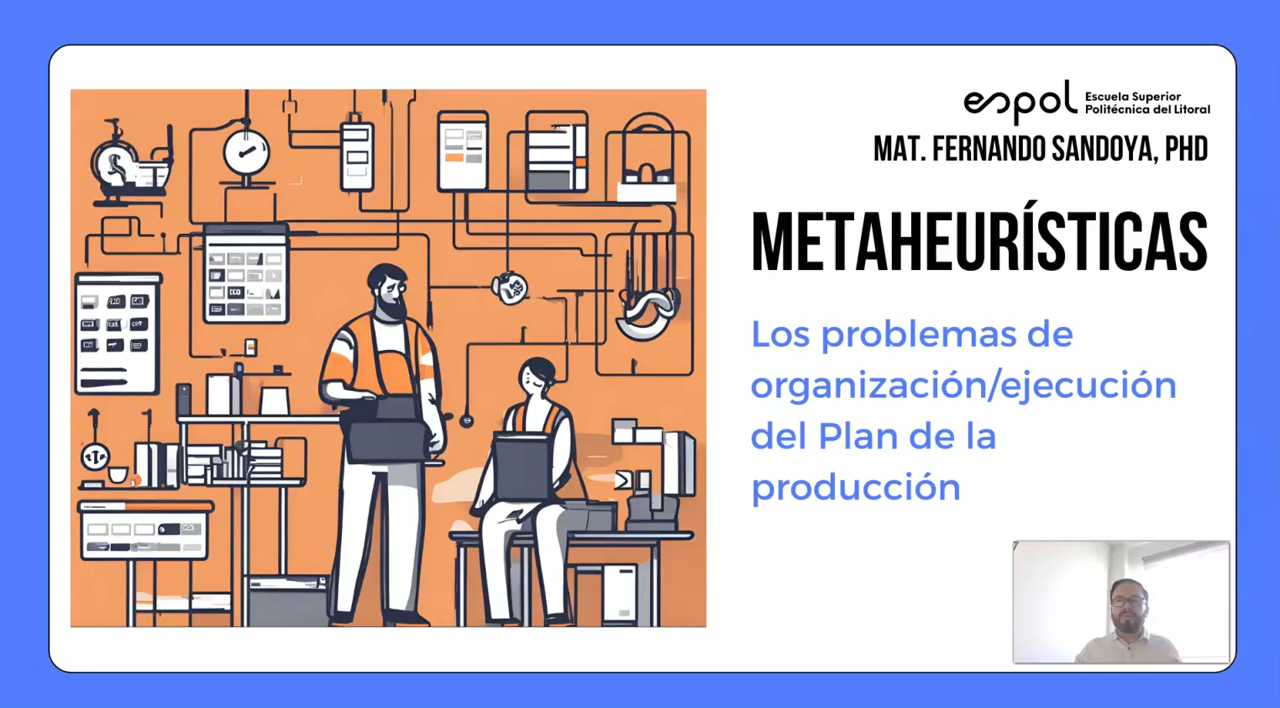 espol Escuela Superior
Politécnica del Litoral
MAT. FERNANDO SANDOYA, PHD
METAHEURÍSTICAS
Los problemas de
organización/ejecución
del Plan de la
producción